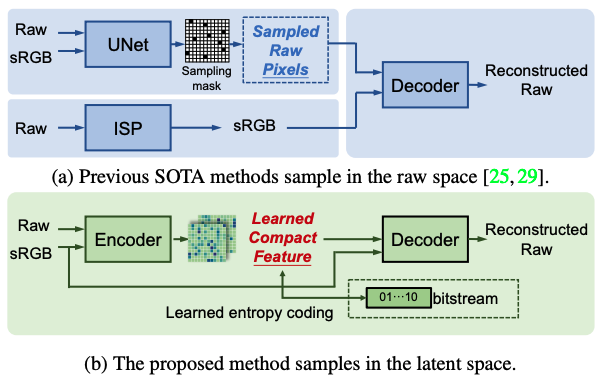 Raw
sRGB
UNet
Sampling
mask
Sampled
Raw
Pixels
Raw
ISP
sRGB
Decoder
Reconstructed
Raw
(a) Previous SOTA methods sample in the raw space [25, 29].
Raw
sRGB
Encoder
Learned
Compact
Feature
Decoder
Reconstructed
Raw
01···10 bitstream
Learned entropy coding
(b) The proposed method samples in the latent space.